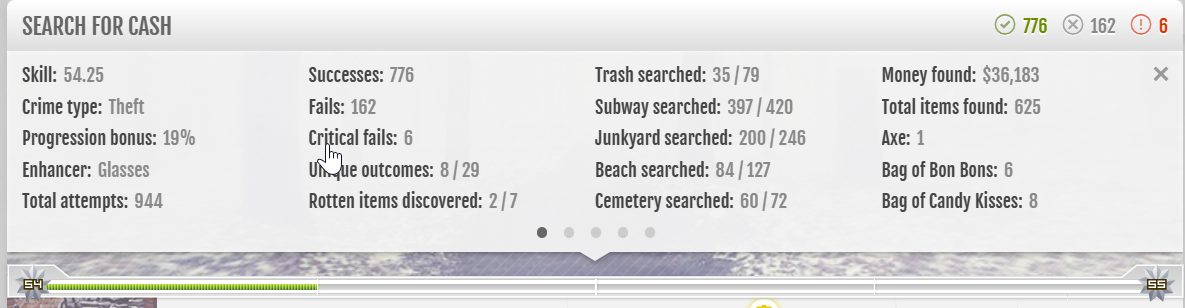 SEARCH FOR CASH
776
162
6
Skill: 54.25
Crime type: Theft
Progression bonus: 19%
Enhancer: Glasses
Total attempts: 944
Successes: 776
Fails: 162
Critical fails: 6
Unique outcomes: 8 / 29
Rotten items discovered: 2 / 7
Trash searched: 35 / 79
Subway searched: 397 / 420
Junkyard searched: 200 / 246
Beach searched: 84 / 127
Cemetery searched: 60 / 72
Money found: $36,183
Total items found: 625
Axe: 1
Bag of Bon Bons: 6
Bag of Candy Kisses: 8
54
55